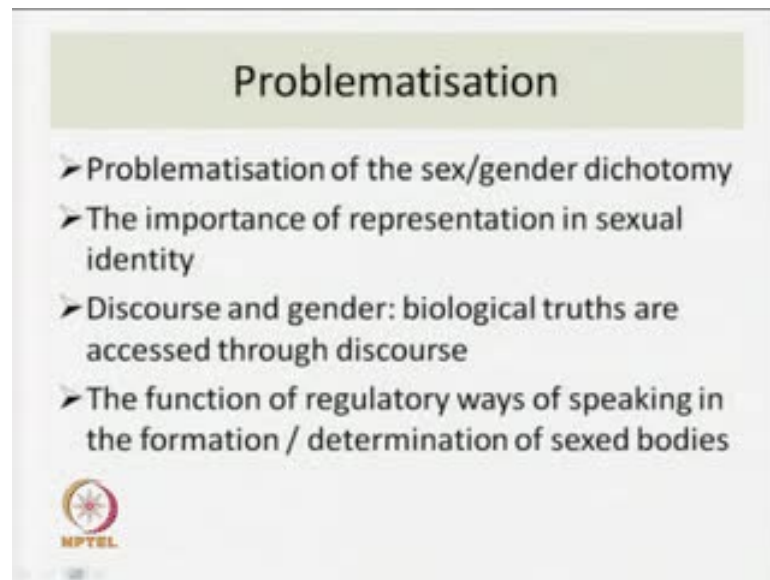 Problematisation
➢Problematisation of the sex/gender dichotomy
➢The importance of representation in sexual
identity
➢Discourse and gender: biological truths are
accessed through discourse
➢The function of regulatory ways of speaking in
the formation / determination of sexed bodies
NPTEL